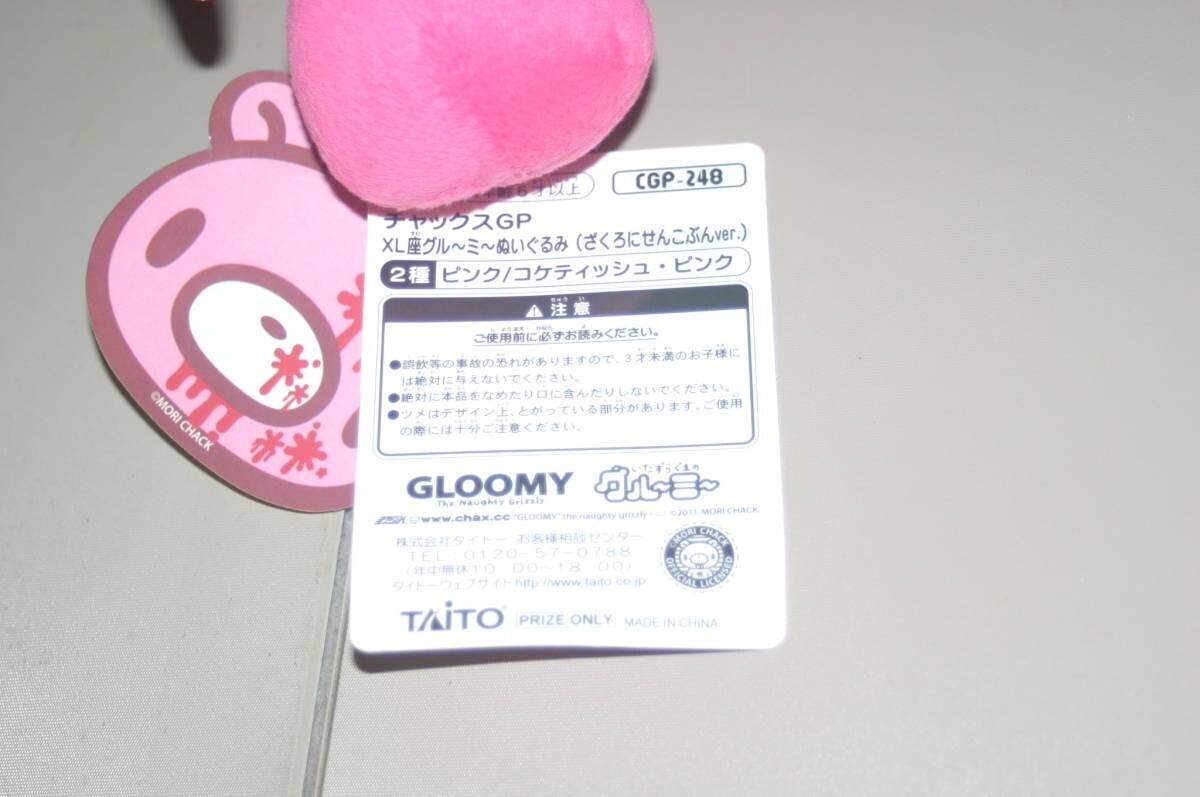 齢6才以上
CGP-248
チャックスGP
XL座グル〜ミ〜ぬいぐるみ(ざくろにせんこぶんver.)
2種 ピンク/コケティッシュ・ピンク
注意
ご使用前に必ずお読みください。
●誤飲等の事故の恐れがありますので、3才未満のお子様に
は絶対に与えないでください。
●絶対に本品をなめたり口に含んだりしないでください。
●ツメはデザイン上、とがっている部分があります。ご使用
の際には十分ご注意ください。
GLOOMY
The Naughty Grizzly
いたずらぐまの
グル〜ミ〜
www.chax.cc "GLOOMY" the naughty grizzly ©2011 MORI CHACK
株式会社タイトー お客様相談センター
TEL:0120-57-0788
(年中無休10:00〜18:00)
タイトーウェブサイト http://www.taito.co.jp
MORI CHACK
OFFICIAL LICENSED
TAITO PRIZE ONLY MADE IN CHINA
©MORI CHACK